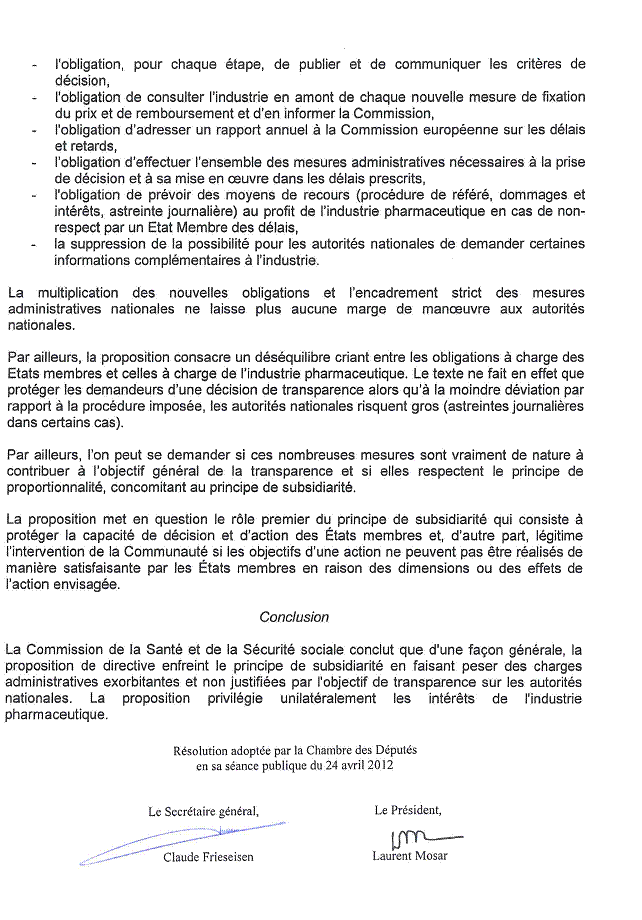 - l'obligation, pour chaque étape, de publier et de communiquer les critères de
décision,
- l'obligation de consulter l'industrie en amont de chaque nouvelle mesure de fixation
du prix et de remboursement et d'en informer la Commission,
- l'obligation d'adresser un rapport annuel à la Commission européenne sur les délais
et retards,
- l'obligation d'effectuer l'ensemble des mesures administratives nécessaires à la prise
de décision et à sa mise en œuvre dans les délais prescrits,
- l'obligation de prévoir des moyens de recours (procédure de référé, dommages et
intérêts, astreinte journalière) au profit de l'industrie pharmaceutique en cas de non-
respect par un Etat Membre des délais,
- la suppression de la possibilité pour les autorités nationales de demander certaines
informations complémentaires à l'industrie.
La multiplication des nouvelles obligations et l'encadrement strict des mesures
administratives nationales ne laisse plus aucune marge de manœuvre aux autorités
nationales.
Par ailleurs, la proposition consacre un déséquilibre criant entre les obligations à charge des
Etats membres et celles à charge de l'industrie pharmaceutique. Le texte ne fait en effet que
protéger les demandeurs d'une décision de transparence alors qu'à la moindre déviation par
rapport à la procédure imposée, les autorités nationales risquent gros (astreintes journalières
dans certains cas).
Par ailleurs, l'on peut se demander si ces nombreuses mesures sont vraiment de nature à
contribuer à l'objectif général de la transparence et si elles respectent le principe de
proportionnalité, concomitant au principe de subsidiarité.
La proposition met en question le rôle premier du principe de subsidiarité qui consiste à
protéger la capacité de décision et d'action des États membres et, d'autre part, légitime
l'intervention de la Communauté si les objectifs d'une action ne peuvent pas être réalisés de
manière satisfaisante par les États membres en raison des dimensions ou des effets de
l'action envisagée.
Conclusion
La Commission de la Santé et de la Sécurité sociale conclut que d'une façon générale, la
proposition de directive enfreint le principe de subsidiarité en faisant peser des charges
administratives exorbitantes et non justifiées par l'objectif de transparence sur les autorités
nationales. La proposition privilégie unilatéralement les intérêts de l'industrie
pharmaceutique.
Résolution adoptée par la Chambre des Députés
en sa séance publique du 24 avril 2012
Le Secrétaire général, Le Président,
Claude Frieseisen Laurent Mosar